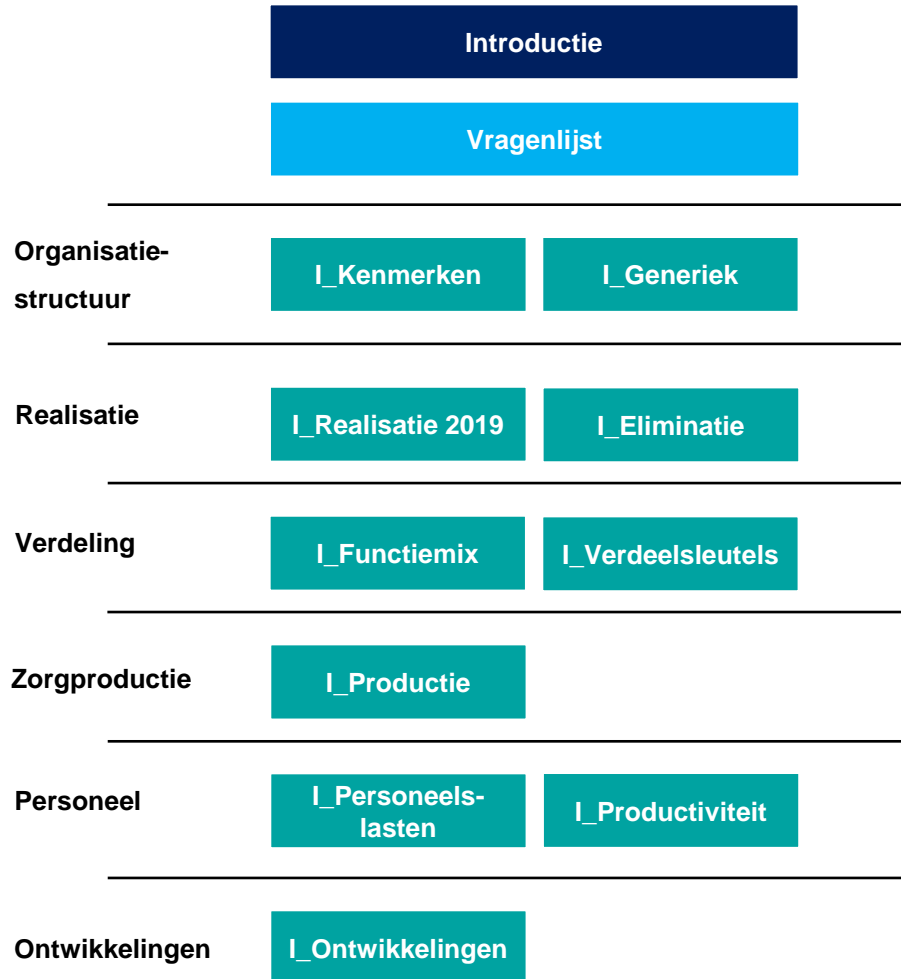 Introductie
Vragenlijst
Organisatie-
structuur
I_Kenmerken
I_Generiek
Realisatie
I_Realisatie 2019
I_Eliminatie
Verdeling
I_Functiemix
I_Verdeelsleutels
Zorgproductie
I_Productie
Personeel
I_Personeels-
lasten
I_Productiviteit
Ontwikkelingen
I_Ontwikkelingen